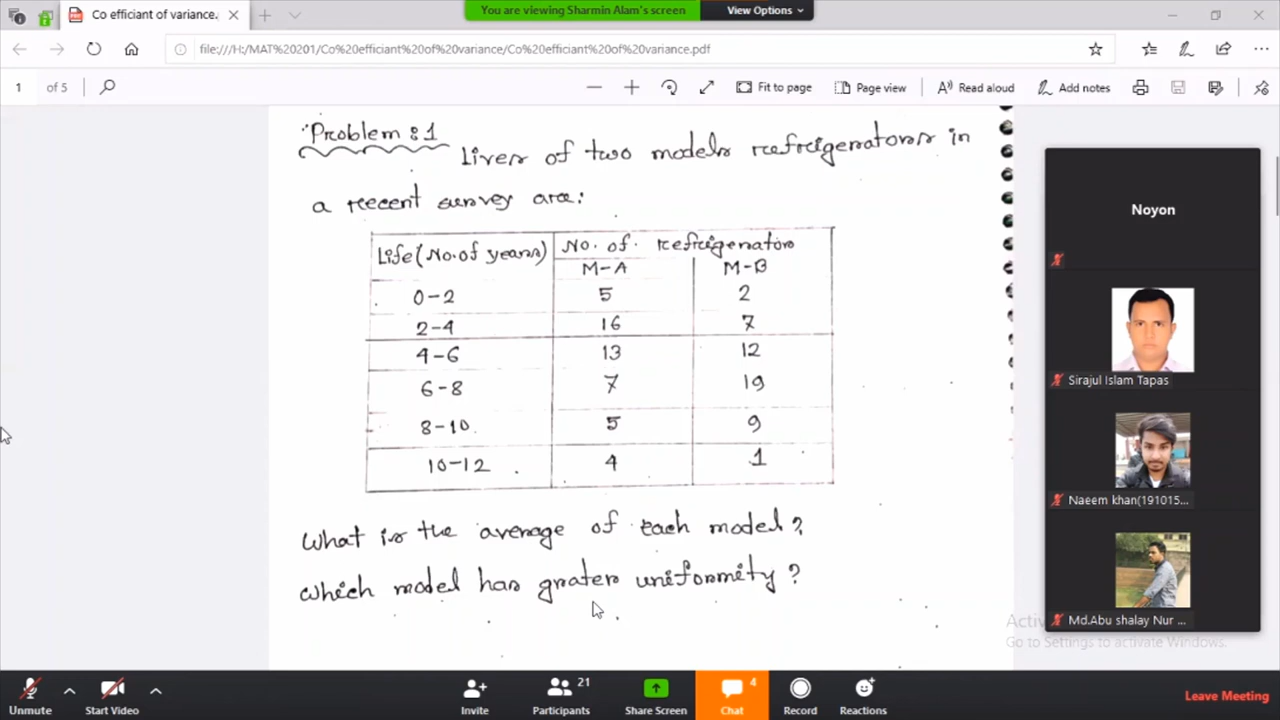 Co efficiant of variance.
You are viewing Sharmin Alam's screen
View Options
file:///H:/MAT%20201/Co%20efficiant%20of%20variance/Co%20efficiant%20of%20variance.pdf
1 of 5
Fit to page
Page view
Read aloud
Add notes
Problem : 1
Lives of two models refrigerators in
a recent survey are:
Life (No. of years) No. of refrigerators
M-A M-B
0-2 5 2
2-4 16 7
4-6 13 12
6-8 7 19
8-10 5 9
10-12 4 1
What is the average of each model?
Which model has grater uniformity?
Noyon
Sirajul Islam Tapas
Naeem khan(191015...
Md.Abu shalay Nur ...
Activ
Go to Settings to activate Windows.
Unmute
Start Video
Invite
21
Participants
Share Screen
4
Chat
Record
Reactions
Leave Meeting